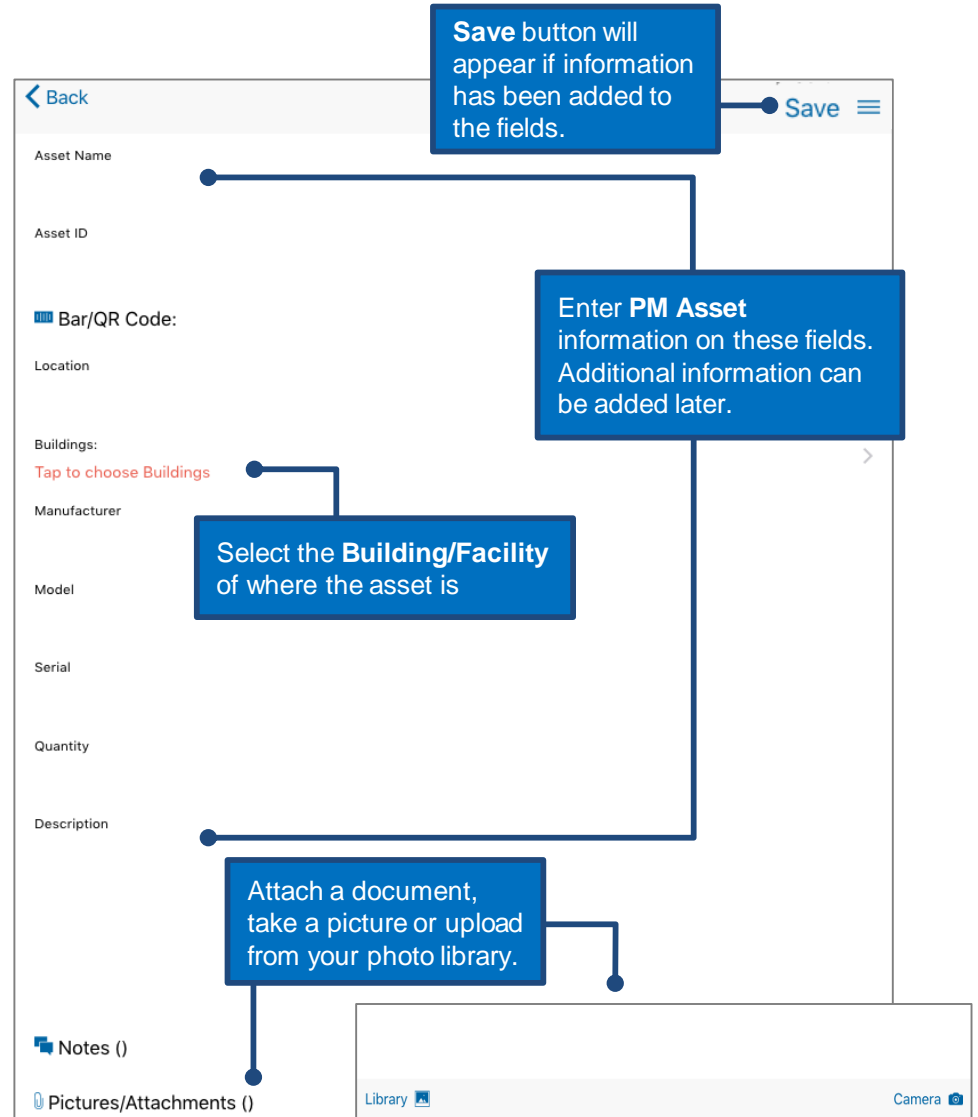 Save button will
appear if information
has been added to
the fields.
Back
Save
Asset Name
Asset ID
Bar/QR Code:
Enter PM Asset
information on these fields.
Additional information can
be added later.
Location
Buildings:
Tap to choose Buildings
Manufacturer
Select the Building/Facility
of where the asset is
Model
Serial
Quantity
Description
Attach a document,
take a picture or upload
from your photo library.
Notes ()
Pictures/Attachments ()
Library
Camera